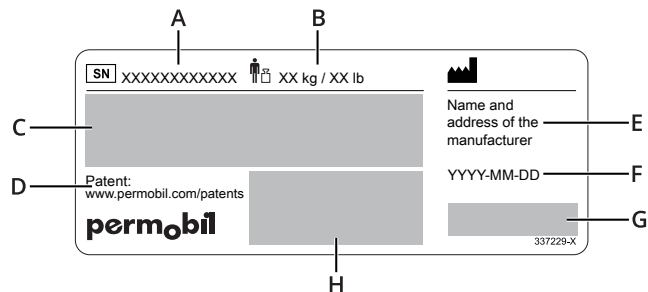 A
B
SN XXXXXXXXXXXX XX kg / XX lb
C
Name and
address of the
manufacturer
E
D
Patent:
www.permobil.com/patents
YYYY-MM-DD
F
permobil
G
337229-X
H